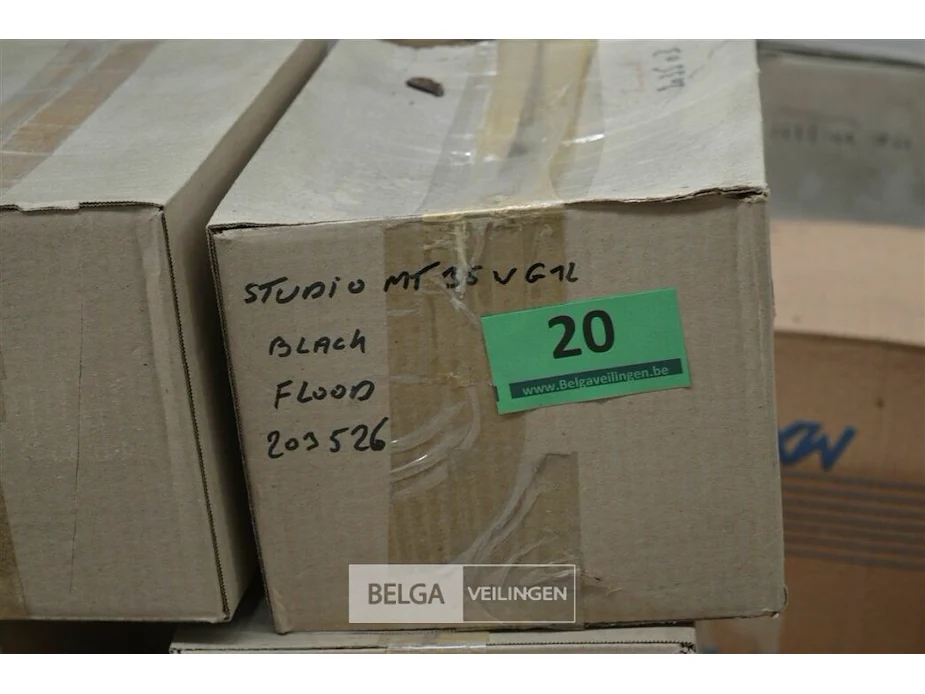 STUDIO MT 35 W G12
BLACK
FLOOD
203526
20
www.Belgaveilingen.be
BELGA VEILINGEN